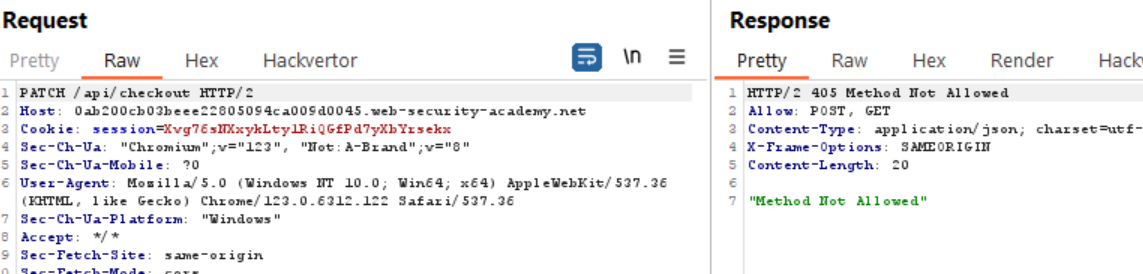 Request
Pretty Raw Hex Hackvertor \n
1 PATCH /api/checkout HTTP/2
2 Host: 0ab200cb03beee22805094ca009d0045.web-security-academy.net
3 Cookie: session=Xvg76sNXxykLtylRiQGfPd7yXbYrsekx
4 Sec-Ch-Ua: "Chromium";v="123", "Not:A-Brand";v="8"
5 Sec-Ch-Ua-Mobile: ?0
6 User-Agent: Mozilla/5.0 (Windows NT 10.0; Win64; x64) AppleWebKit/537.36
(KHTML, like Gecko) Chrome/123.0.6312.122 Safari/537.36
7 Sec-Ch-Ua-Platform: "Windows"
8 Accept: */*
9 Sec-Fetch-Site: same-origin
Sec-Fetch-Mode:
Response
Pretty Raw Hex Render Hackv
1 HTTP/2 405 Method Not Allowed
2 Allow: POST, GET
3 Content-Type: application/json; charset=utf-
4 X-Frame-Options: SAMEORIGIN
5 Content-Length: 20
6
7 "Method Not Allowed"